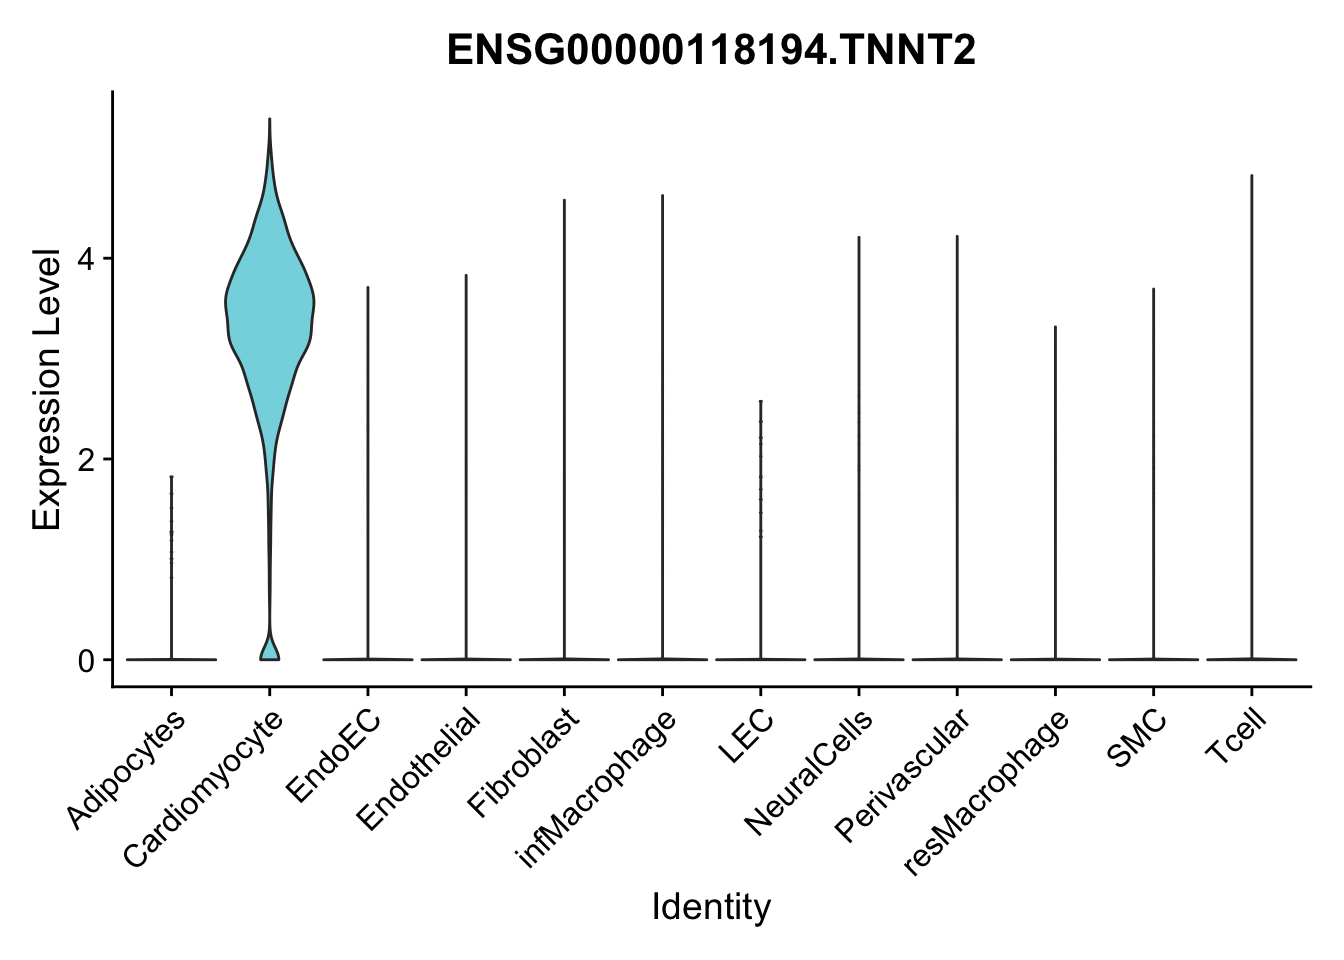 ENSG00000118194.TNNT2
Expression Level
4
2
0
Adipocytes
Cardiomyocyte
EndoEC
Endothelial
Fibroblast
infMacrophage
LEC
NeuralCells
Perivascular
resMacrophage
SMC
Tcell
Identity